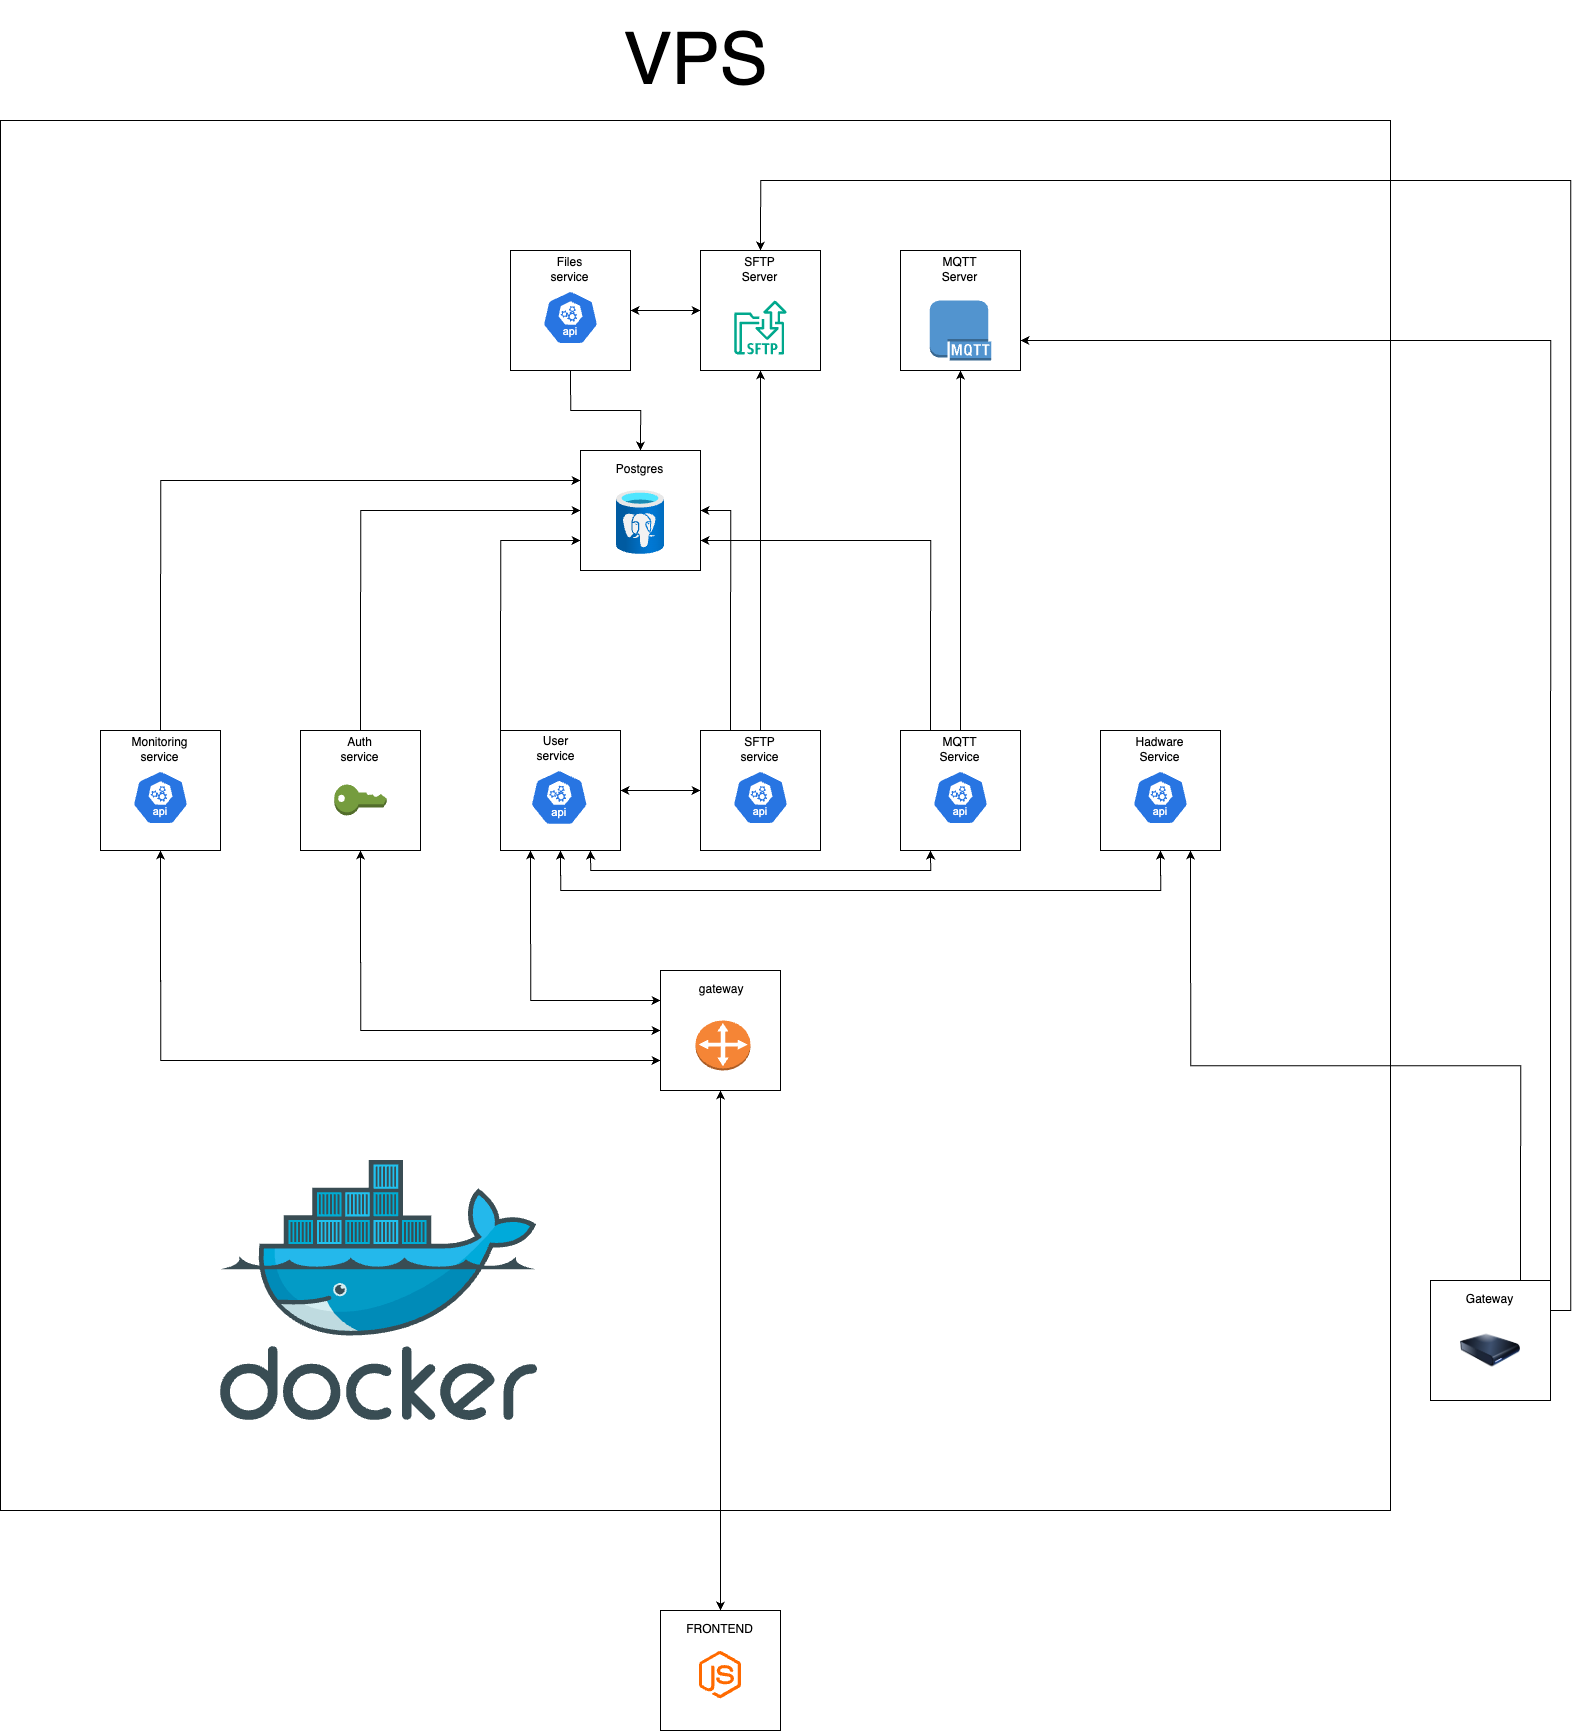 VPS
Files
service
api
SFTP
Server
SFTP
MQTT
Server
MQTT
Postgres
Monitoring
service
api
Auth
service
User
service
api
SFTP
service
api
MQTT
Service
api
Hadware
Service
api
gateway
docker
Gateway
FRONTEND
JS